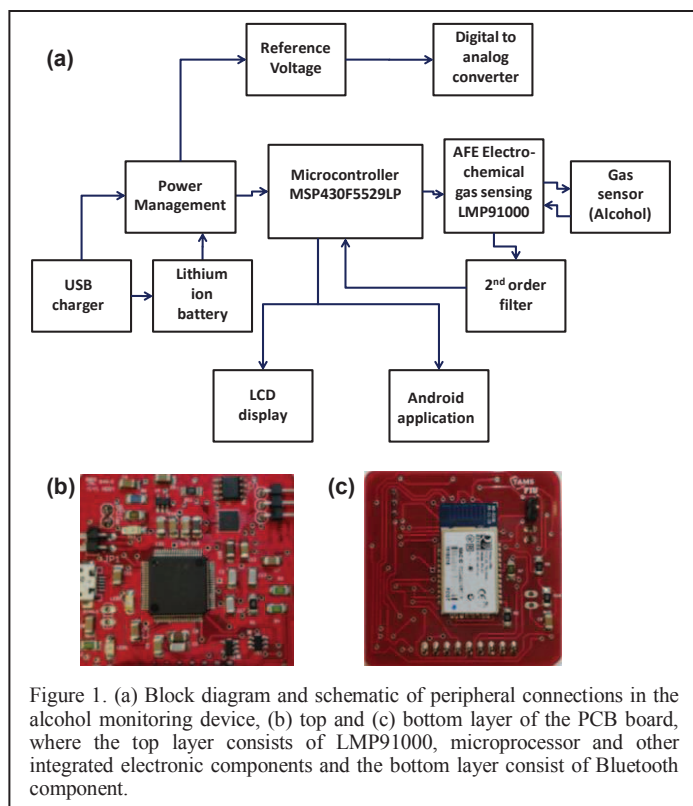 (a)
Reference
Voltage
Digital to
analog
converter
Power
Management
Microcontroller
MSP430F5529LP
AFE Electro-
chemical
gas sensing
LMP91000
Gas
sensor
(Alcohol)
USB
charger
Lithium
ion
battery
2nd order
filter
LCD
display
Android
application
(b)
(c)
JP1
TAMS
FIU
Figure 1. (a) Block diagram and schematic of peripheral connections in the
alcohol monitoring device, (b) top and (c) bottom layer of the PCB board,
where the top layer consists of LMP91000, microprocessor and other
integrated electronic components and the bottom layer consist of Bluetooth
component.